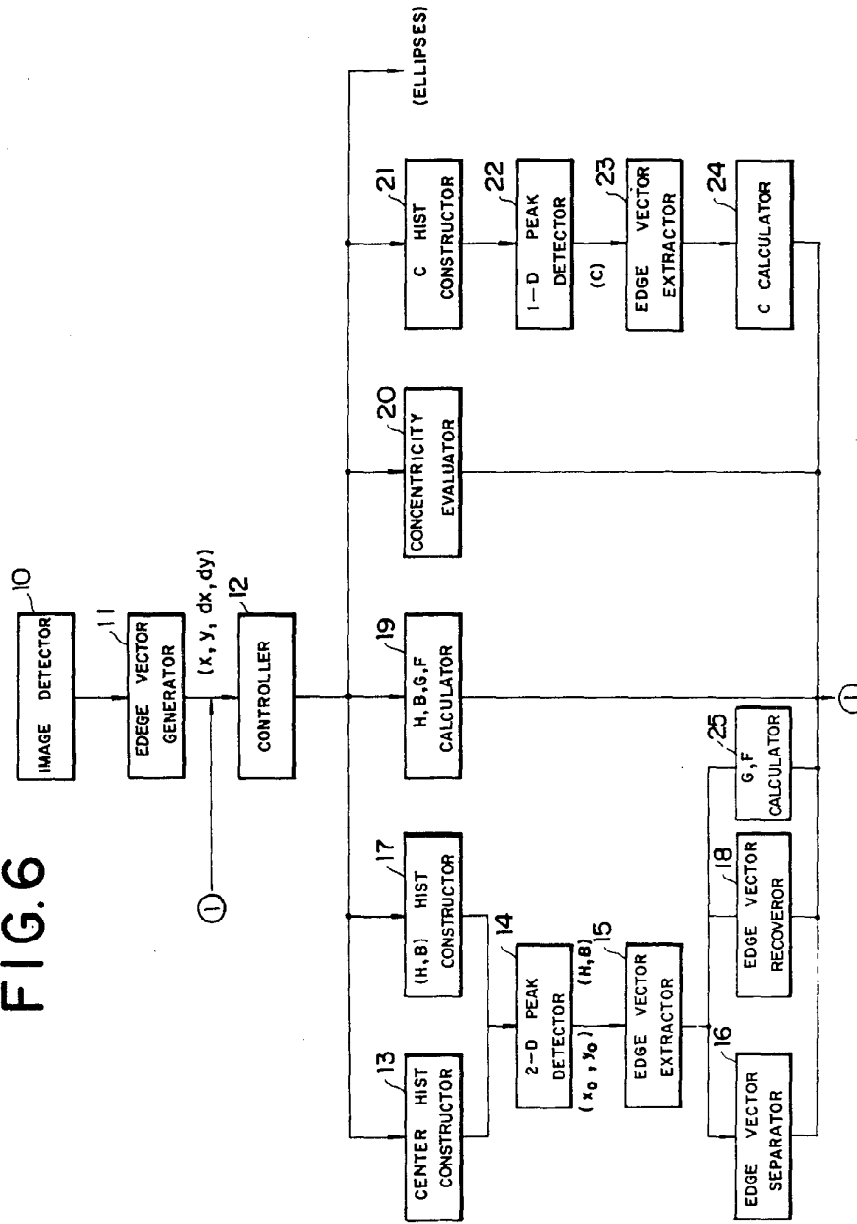 FIG.6
10
IMAGE DETECTOR
11
EDEGE VECTOR
GENERATOR
(x, y, dx, dy)
1
12
CONTROLLER
13
CENTER HIST
CONSTRUCTOR
17
(H,B) HIST
CONSTRUCTOR
19
H,B,G,F
CALCULATOR
20
CONCENTRICITY
EVALUATOR
21
C HIST
CONSTRUCTOR
(ELLIPSES)
14
2-D PEAK
DETECTOR
(x0, y0)
(H,B)
15
EDGE VECTOR
EXTRACTOR
22
1-D PEAK
DETECTOR
(C)
23
EDGE VECTOR
EXTRACTOR
24
C CALCULATOR
16
EDGE VECTOR
SEPARATOR
18
EDGE VECTOR
RECOVEROR
25
G,F
CALCULATOR
1